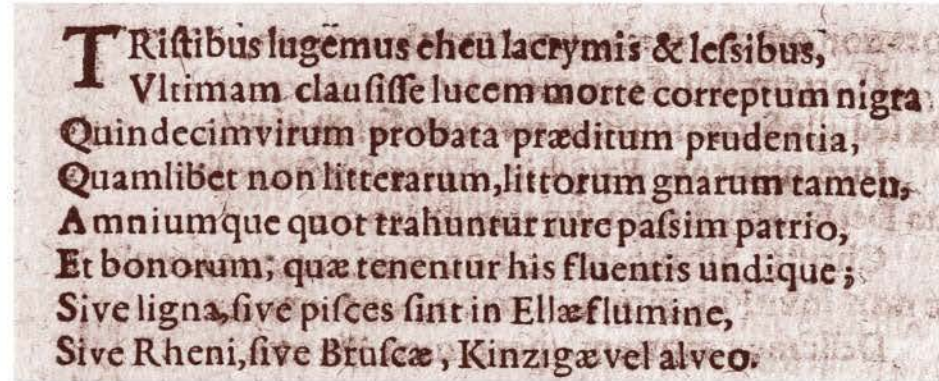 TRiſtibus lugemus eheu lacrymis & leſsibus,
Vltimam clauſiſſe lucem morte correptum nigra
Quindecimvirum probata præditum prudentia,
Quamlibet non litterarum, littorum gnarum tamen,
Amniumque quot trahuntur rure paſsim patrio,
Et bonorum, quæ tenentur his fluentis undique;
Sive ligna, ſive piſces ſint in Ellæ flumine,
Sive Rheni, ſive Bruſcæ, Kinzigæ vel alveo.